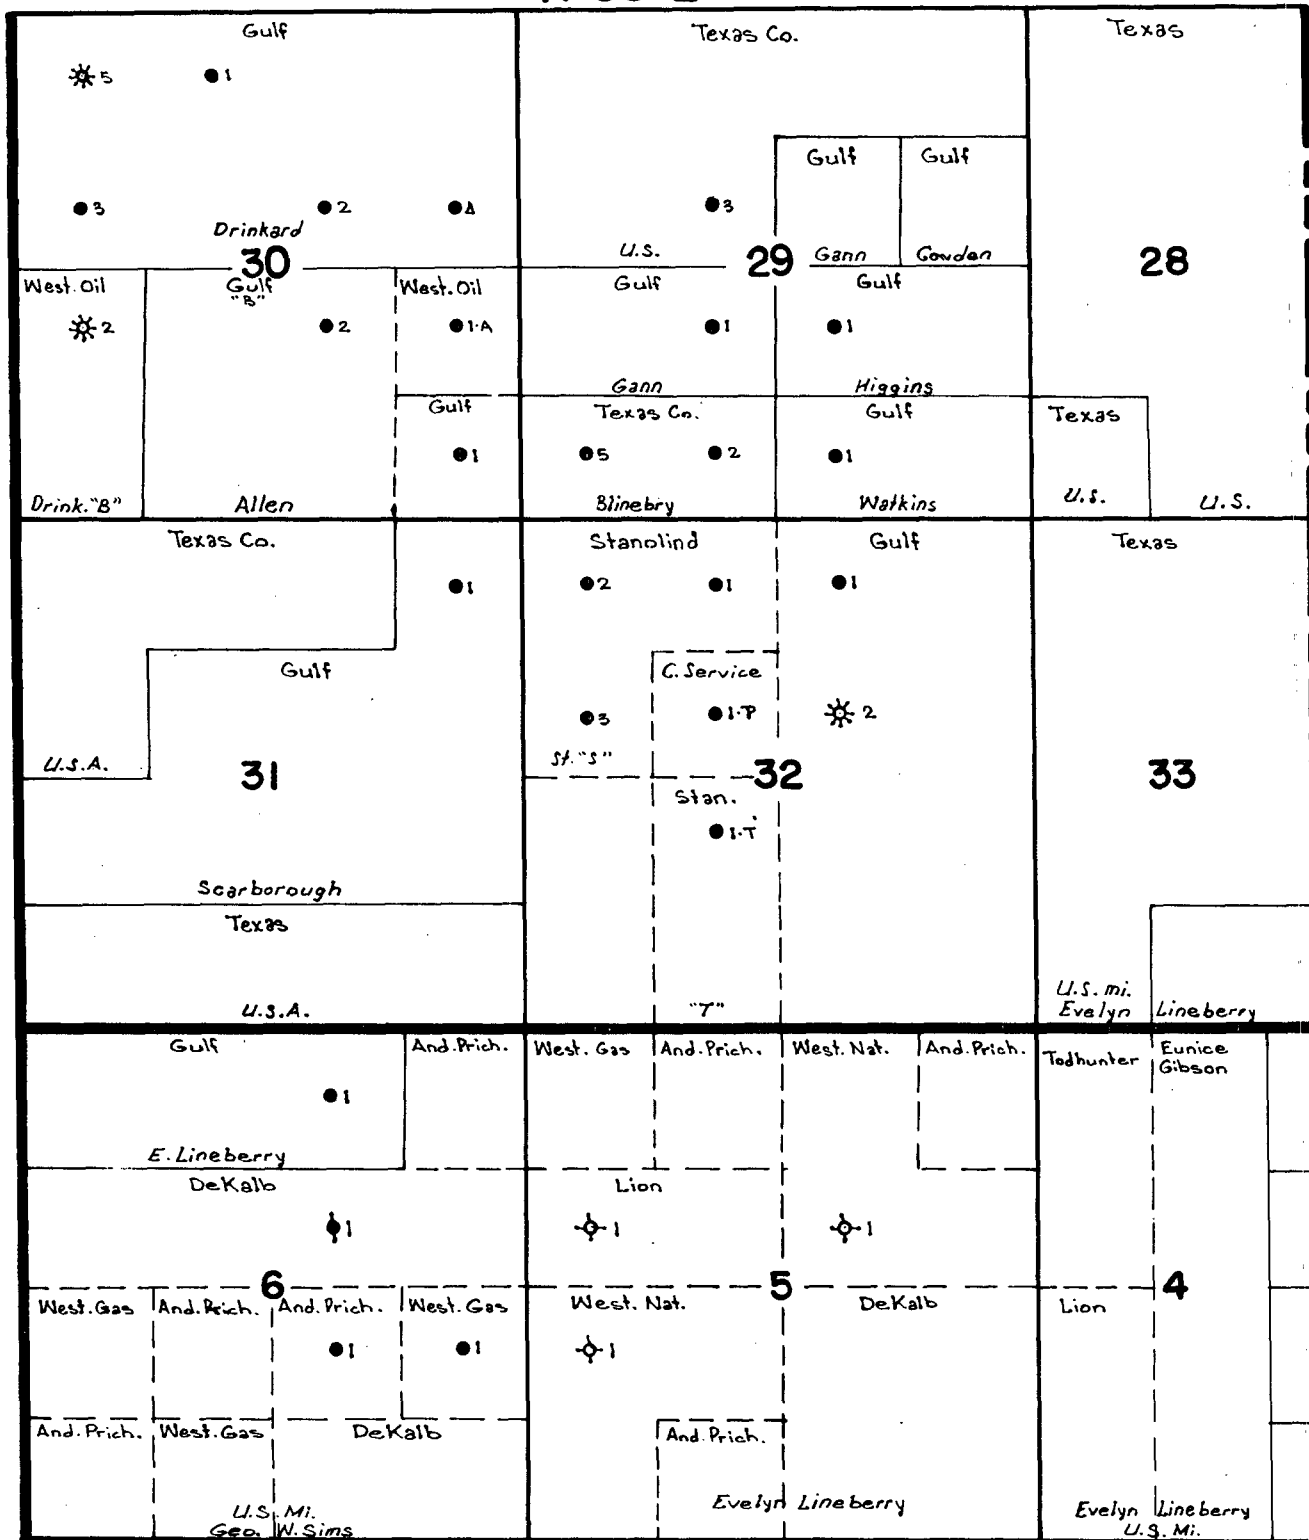 Gulf
Texas Co.
Texas
5
1
Gulf
Gulf
3
2
4
3
Drinkard
U.S.
Gann
Cowden
30
29
28
West. Oil
Gulf
"B"
West. Oil
Gulf
Gulf
2
2
1-A
1
1
Gann
Higgins
Gulf
Texas Co.
Gulf
Texas
1
5
2
1
Drink."B"
Allen
Blinebry
Watkins
U.S.
U.S.
Texas Co.
Stanolind
Gulf
Texas
1
2
1
1
Gulf
C. Service
3
1-P
2
U.S.A.
St. "S"
31
32
33
Stan.
1-T
Scarborough
Texas
U.S.A.
"T"
U.S. mi.
Evelyn Lineberry
Gulf
And. Prich.
West. Gas
And. Prich.
West. Nat.
And. Prich.
Todhunter
Eunice
Gibson
1
E. Lineberry
DeKalb
Lion
1
1
1
6
5
4
West. Gas
And. Prich.
And. Prich.
West. Gas
West. Nat.
DeKalb
Lion
1
1
1
And. Prich.
West. Gas
DeKalb
And. Prich.
U.S. Mi.
Geo. W. Sims
Evelyn Lineberry
Evelyn Lineberry
U.S. Mi.